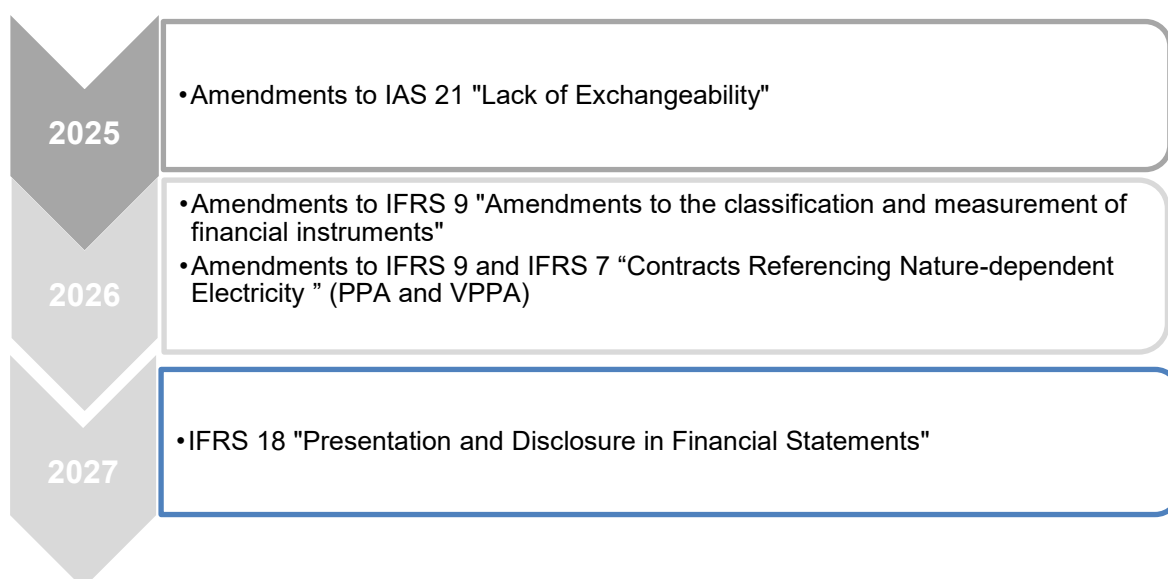 2025
•Amendments to IAS 21 "Lack of Exchangeability"
2026
•Amendments to IFRS 9 "Amendments to the classification and measurement of
financial instruments"
•Amendments to IFRS 9 and IFRS 7 “Contracts Referencing Nature-dependent
Electricity ” (PPA and VPPA)
2027
•IFRS 18 "Presentation and Disclosure in Financial Statements"